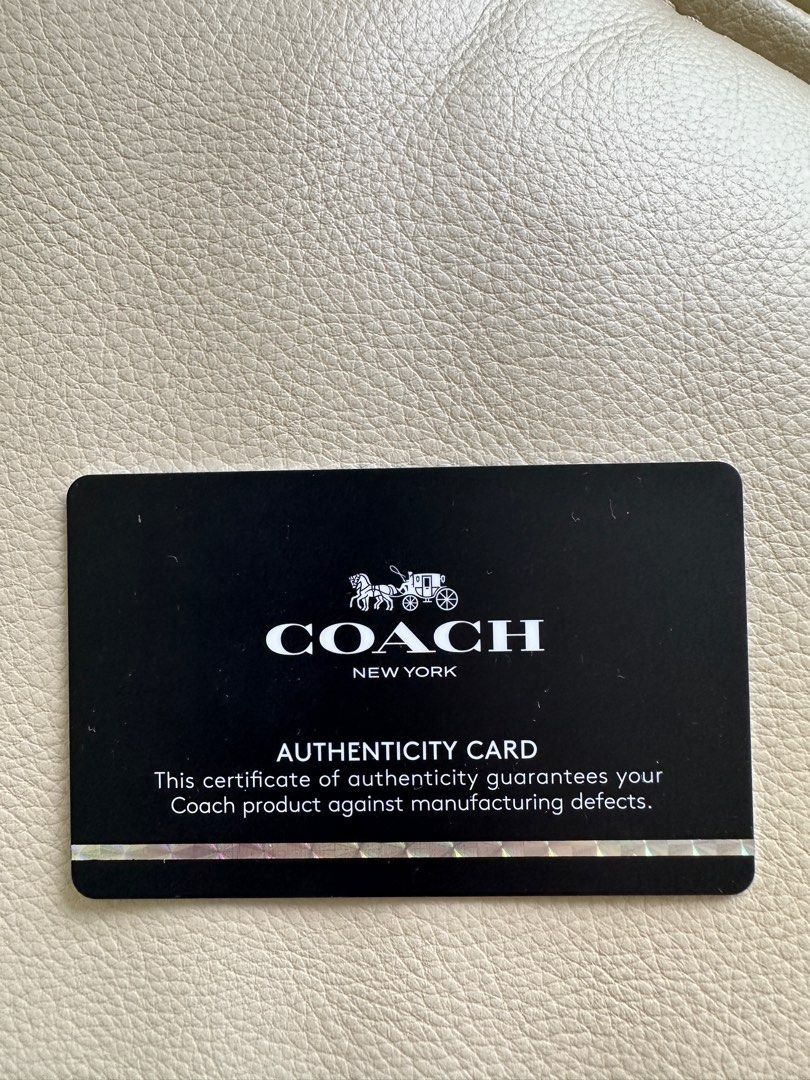 COACH
NEW YORK
AUTHENTICITY CARD
This certificate of authenticity guarantees your
Coach product against manufacturing defects.